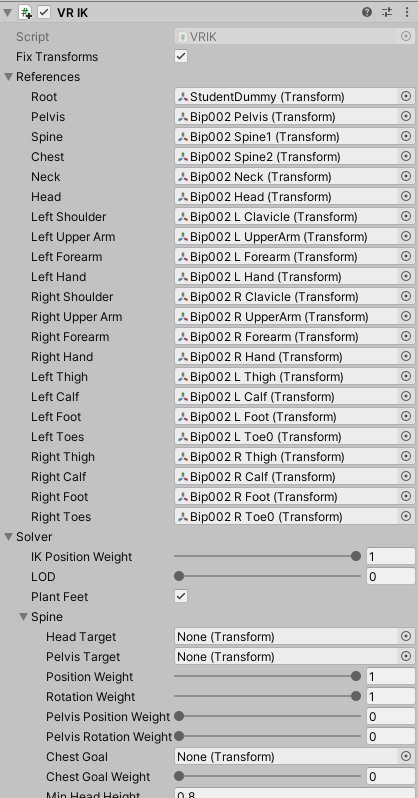 VR IK
Script VRIK
Fix Transforms
References
Root StudentDummy (Transform)
Pelvis Bip002 Pelvis (Transform)
Spine Bip002 Spine1 (Transform)
Chest Bip002 Spine2 (Transform)
Neck Bip002 Neck (Transform)
Head Bip002 Head (Transform)
Left Shoulder Bip002 L Clavicle (Transform)
Left Upper Arm Bip002 L UpperArm (Transform)
Left Forearm Bip002 L Forearm (Transform)
Left Hand Bip002 L Hand (Transform)
Right Shoulder Bip002 R Clavicle (Transform)
Right Upper Arm Bip002 R UpperArm (Transform)
Right Forearm Bip002 R Forearm (Transform)
Right Hand Bip002 R Hand (Transform)
Left Thigh Bip002 L Thigh (Transform)
Left Calf Bip002 L Calf (Transform)
Left Foot Bip002 L Foot (Transform)
Left Toes Bip002 L Toe0 (Transform)
Right Thigh Bip002 R Thigh (Transform)
Right Calf Bip002 R Calf (Transform)
Right Foot Bip002 R Foot (Transform)
Right Toes Bip002 R Toe0 (Transform)
Solver
IK Position Weight 1
LOD 0
Plant Feet
Spine
Head Target None (Transform)
Pelvis Target None (Transform)
Position Weight 1
Rotation Weight 1
Pelvis Position Weight 0
Pelvis Rotation Weight 0
Chest Goal None (Transform)
Chest Goal Weight 0
Min Head Height 0.8